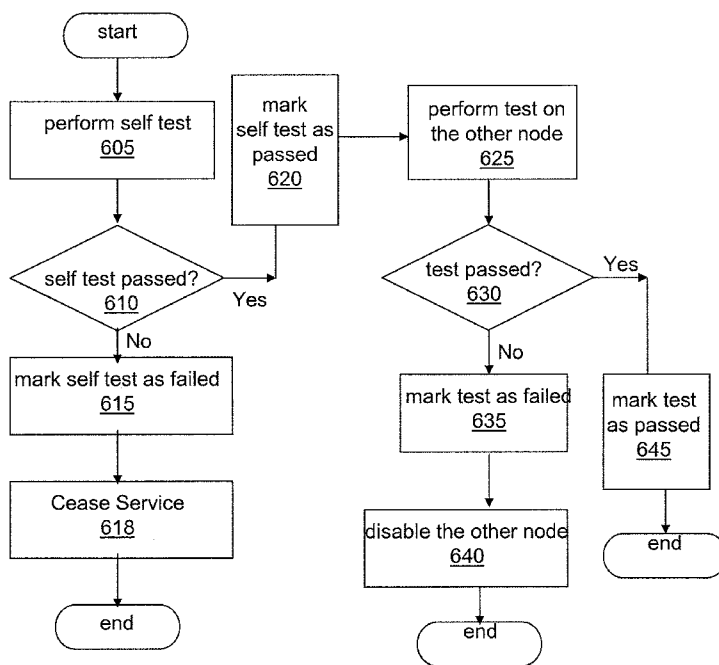 start
perform self test
605
self test passed?
610
Yes
No
mark self test as failed
615
Cease Service
618
end
mark
self test as
passed
620
perform test on
the other node
625
test passed?
630
Yes
No
mark test as failed
635
disable the other node
640
end
mark test
as passed
645
end